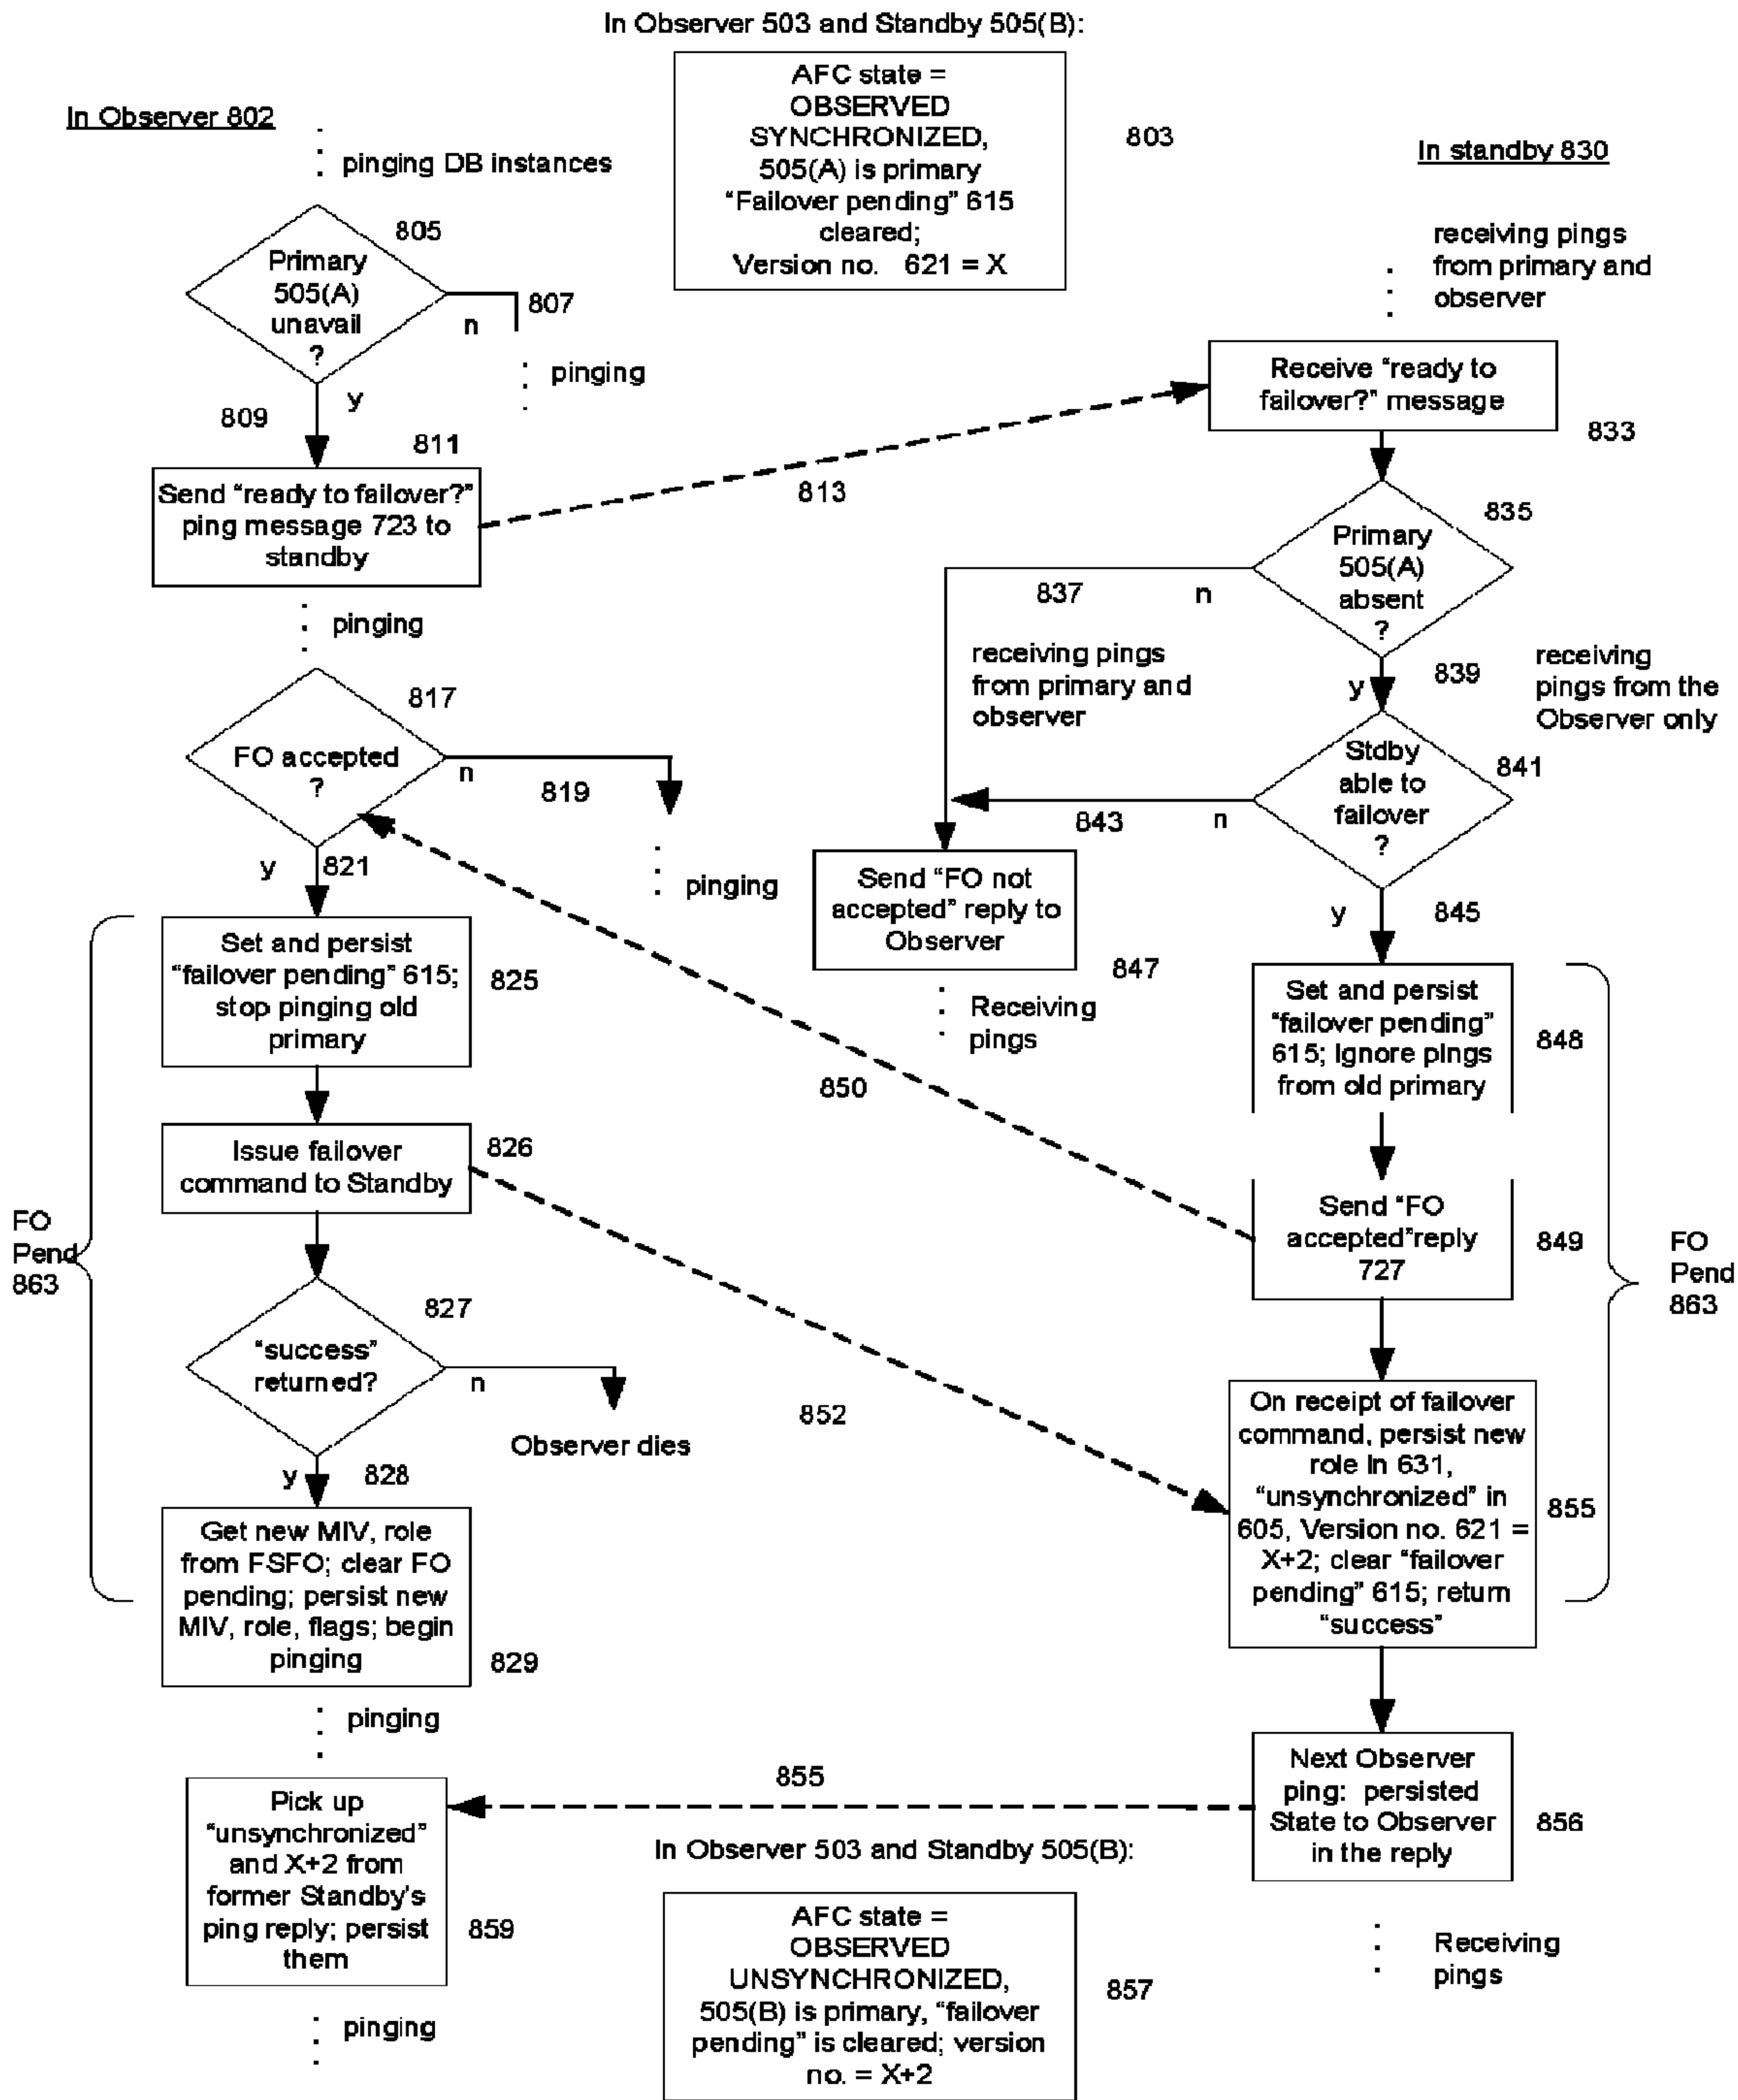 In Observer 503 and Standby 505(B):
AFC state =
OBSERVED
SYNCHRONIZED,
505(A) is primary
“Failover pending” 615
cleared;
Version no. 621 = X
803
In Observer 802
pinging DB instances
805
Primary
505(A)
unavail
?
807
n
pinging
y
809
811
Send “ready to failover?”
ping message 723 to
standby
813
pinging
817
FO accepted
?
n
819
pinging
y
821
Set and persist
“failover pending” 615;
stop pinging old
primary
825
Issue failover
command to Standby
826
FO
Pend
863
827
“success”
returned?
n
Observer dies
y
828
Get new MIV, role
from FSFO; clear FO
pending; persist new
MIV, role, flags; begin
pinging
829
pinging
Pick up
“unsynchronized”
and X+2 from
former Standby's
ping reply; persist
them
859
pinging
In standby 830
receiving pings
from primary and
observer
Receive “ready to
failover?” message
833
835
Primary
505(A)
absent
?
837
n
receiving pings
from primary and
observer
y
839
receiving
pings from the
Observer only
Stdby
able to
failover
?
841
843
n
Send “FO not
accepted” reply to
Observer
847
Receiving
pings
y
845
Set and persist
“failover pending”
615; Ignore pings
from old primary
848
850
Send “FO
accepted”reply
727
849
FO
Pend
863
852
On receipt of failover
command, persist new
role in 631,
“unsynchronized” in
605, Version no. 621 =
X+2; clear “failover
pending” 615; return
“success”
855
Next Observer
ping: persisted
State to Observer
in the reply
856
855
Receiving
pings
In Observer 503 and Standby 505(B):
AFC state =
OBSERVED
UNSYNCHRONIZED,
505(B) is primary, “failover
pending” is cleared; version
no. = X+2
857